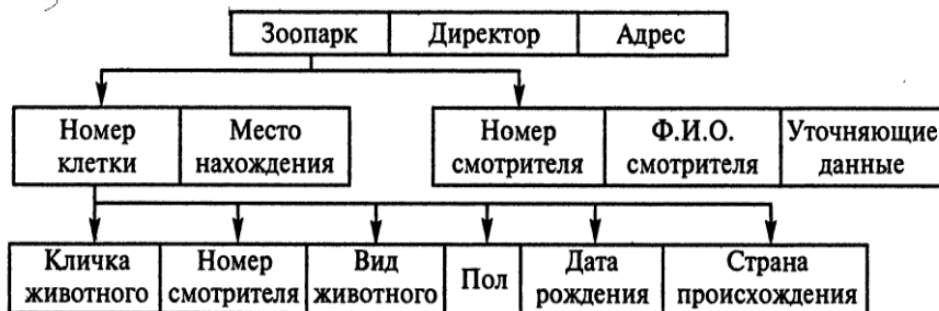 Зоопарк Директор Адрес
Номер клетки
Место нахождения
Номер смотрителя
Ф.И.О. смотрителя
Уточняющие данные
Кличка животного
Номер смотрителя
Вид животного
Пол
Дата рождения
Страна происхождения